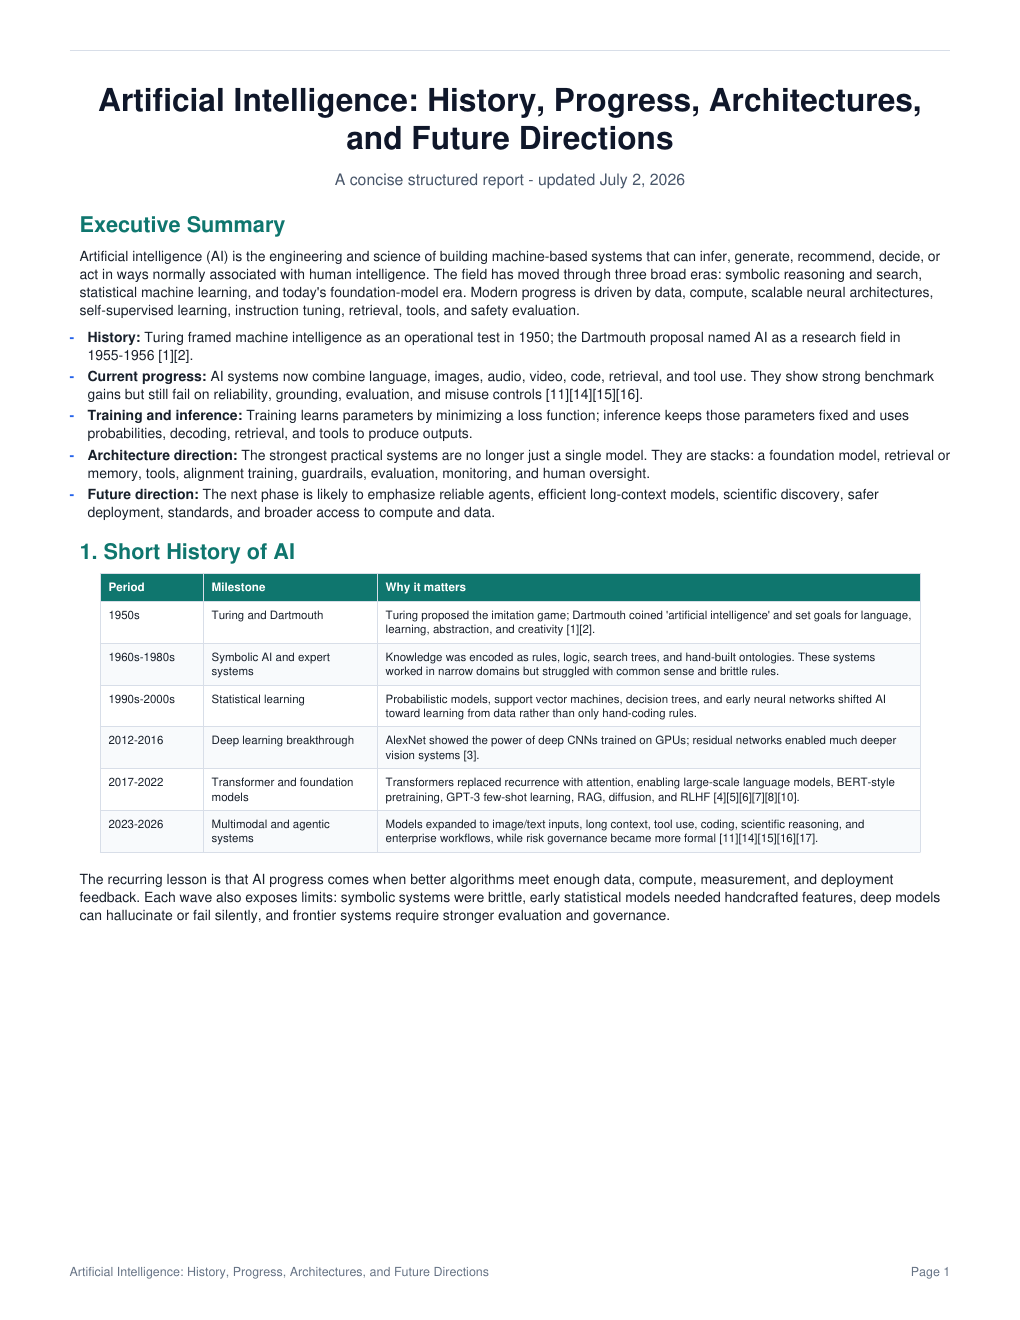 Artificial Intelligence: History, Progress, Architectures,
and Future Directions
A concise structured report - updated July 2, 2026
Executive Summary
Artificial intelligence (AI) is the engineering and science of building machine-based systems that can infer, generate, recommend, decide, or
act in ways normally associated with human intelligence. The field has moved through three broad eras: symbolic reasoning and search,
statistical machine learning, and today's foundation-model era. Modern progress is driven by data, compute, scalable neural architectures,
self-supervised learning, instruction tuning, retrieval, tools, and safety evaluation.
- History: Turing framed machine intelligence as an operational test in 1950; the Dartmouth proposal named AI as a research field in
1955-1956 [1][2].
- Current progress: AI systems now combine language, images, audio, video, code, retrieval, and tool use. They show strong benchmark
gains but still fail on reliability, grounding, evaluation, and misuse controls [11][14][15][16].
- Training and inference: Training learns parameters by minimizing a loss function; inference keeps those parameters fixed and uses
probabilities, decoding, retrieval, and tools to produce outputs.
- Architecture direction: The strongest practical systems are no longer just a single model. They are stacks: a foundation model, retrieval or
memory, tools, alignment training, guardrails, evaluation, monitoring, and human oversight.
- Future direction: The next phase is likely to emphasize reliable agents, efficient long-context models, scientific discovery, safer
deployment, standards, and broader access to compute and data.
1. Short History of AI
Period Milestone Why it matters
1950s Turing and Dartmouth Turing proposed the imitation game; Dartmouth coined 'artificial intelligence' and set goals for language,
learning, abstraction, and creativity [1][2].
1960s-1980s Symbolic AI and expert Knowledge was encoded as rules, logic, search trees, and hand-built ontologies. These systems
systems worked in narrow domains but struggled with common sense and brittle rules.
1990s-2000s Statistical learning Probabilistic models, support vector machines, decision trees, and early neural networks shifted AI
toward learning from data rather than only hand-coding rules.
2012-2016 Deep learning breakthrough AlexNet showed the power of deep CNNs trained on GPUs; residual networks enabled much deeper
vision systems [3].
2017-2022 Transformer and foundation Transformers replaced recurrence with attention, enabling large-scale language models, BERT-style
models pretraining, GPT-3 few-shot learning, RAG, diffusion, and RLHF [4][5][6][7][8][10].
2023-2026 Multimodal and agentic Models expanded to image/text inputs, long context, tool use, coding, scientific reasoning, and
systems enterprise workflows, while risk governance became more formal [11][14][15][16][17].
The recurring lesson is that AI progress comes when better algorithms meet enough data, compute, measurement, and deployment
feedback. Each wave also exposes limits: symbolic systems were brittle, early statistical models needed handcrafted features, deep models
can hallucinate or fail silently, and frontier systems require stronger evaluation and governance.
Artificial Intelligence: History, Progress, Architectures, and Future Directions Page 1